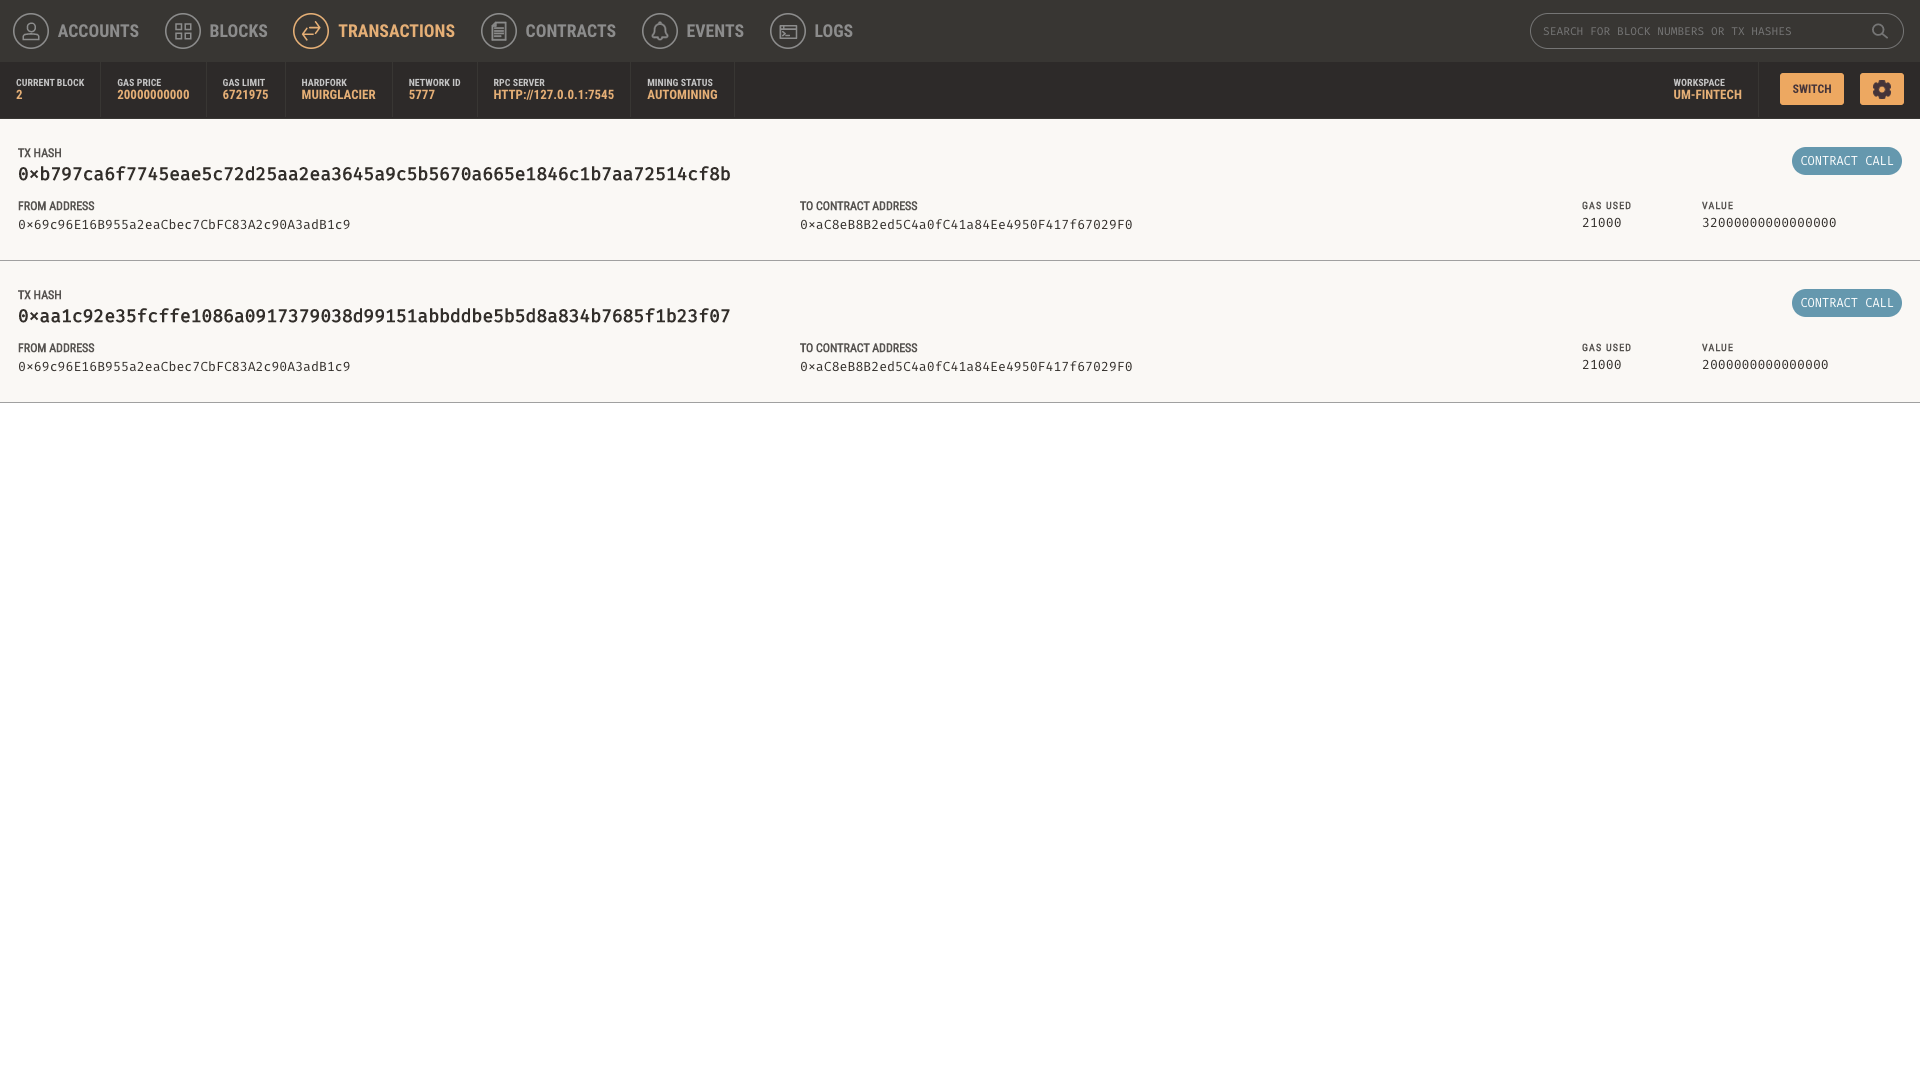 ACCOUNTS BLOCKS TRANSACTIONS CONTRACTS EVENTS LOGS SEARCH FOR BLOCK NUMBERS OR TX HASHES
CURRENT BLOCK GAS PRICE GAS LIMIT HARDFORK NETWORK ID RPC SERVER MINING STATUS WORKSPACE
2 20000000000 6721975 MUIRGLACIER 5777 HTTP://127.0.0.1:7545 AUTOMINING UM-FINTECH SWITCH
TX HASH
0×b797ca6f7745eae5c72d25aa2ea3645a9c5b5670a665e1846c1b7aa72514cf8b CONTRACT CALL
FROM ADDRESS TO CONTRACT ADDRESS GAS USED VALUE
0×69c96E16B955a2eaCbec7CbFC83A2c90A3adB1c9 0×aC8eB8B2ed5C4a0fC41a84Ee4950F417f67029F0 21000 32000000000000000
TX HASH
0×aa1c92e35fcffe1086a0917379038d99151abbddbe5b5d8a834b7685f1b23f07 CONTRACT CALL
FROM ADDRESS TO CONTRACT ADDRESS GAS USED VALUE
0×69c96E16B955a2eaCbec7CbFC83A2c90A3adB1c9 0×aC8eB8B2ed5C4a0fC41a84Ee4950F417f67029F0 21000 2000000000000000